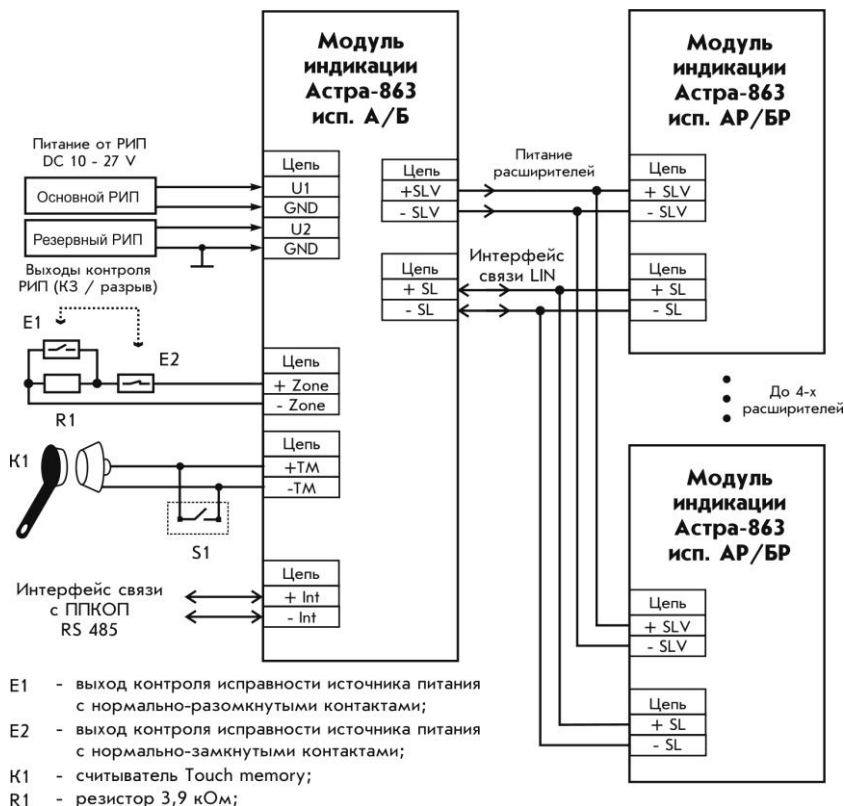 Модуль
индикации
Астра-863
исп. А/Б
Питание от РИП
DC 10 - 27 V
Основной РИП
Резервный РИП
Выходы контроля
РИП (КЗ / разрыв)
Цепь
U1
GND
U2
GND
E1
E2
R1
Цепь
+ Zone
- Zone
K1
S1
Цепь
+TM
-TM
Интерфейс связи
с ППКОП
RS 485
Цепь
+ Int
- Int
Цепь
+SLV
- SLV
Цепь
+ SL
- SL
Питание
расширителей
Интерфейс
связи LIN
Модуль
индикации
Астра-863
исп. АР/БР
Цепь
+ SLV
- SLV
Цепь
+ SL
- SL
До 4-х
расширителей
Модуль
индикации
Астра-863
исп. АР/БР
Цепь
+ SLV
- SLV
Цепь
+ SL
- SL
E1 - выход контроля исправности источника питания
с нормально-разомкнутыми контактами;
E2 - выход контроля исправности источника питания
с нормально-замкнутыми контактами;
K1 - считыватель Touch memory;
R1 - резистор 3,9 кОм;